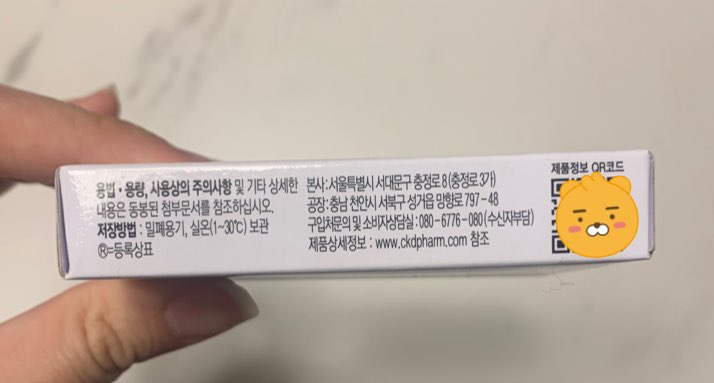 용법·용량, 사용상의 주의사항 및 기타 상세한
내용은 동봉된 첨부문서를 참조하십시오.
저장방법 : 밀폐용기, 실온(1~30℃) 보관
Ⓡ=등록상표
본사:서울특별시 서대문구 충정로 8(충정로3가)
공장:충남 천안시 서북구 성거읍 망향로 797-48
구입처문의 및 소비자상담실 : 080-6776-080 (수신자부담)
제품상세정보 : www.ckdpharm.com 참조
제품정보 QR코드